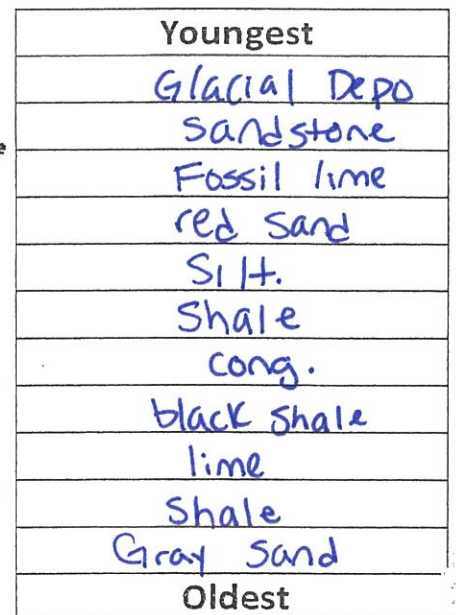 Youngest
Glacial Depo
Sandstone
Fossil lime
red sand
Silt.
Shale
cong.
black shale
lime
Shale
Gray Sand
Oldest